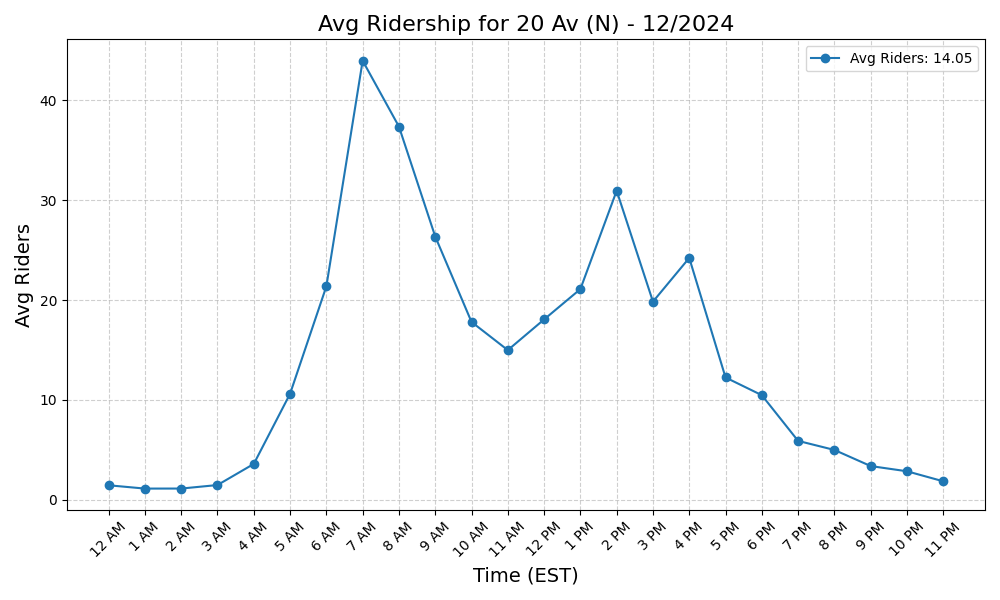 Avg Ridership for 20 Av (N) - 12/2024
Avg Riders: 14.05
Avg Riders
40
30
20
10
0
12 AM
1 AM
2 AM
3 AM
4 AM
5 AM
6 AM
7 AM
8 AM
9 AM
10 AM
11 AM
12 PM
1 PM
2 PM
3 PM
4 PM
5 PM
6 PM
7 PM
8 PM
9 PM
10 PM
11 PM
Time (EST)